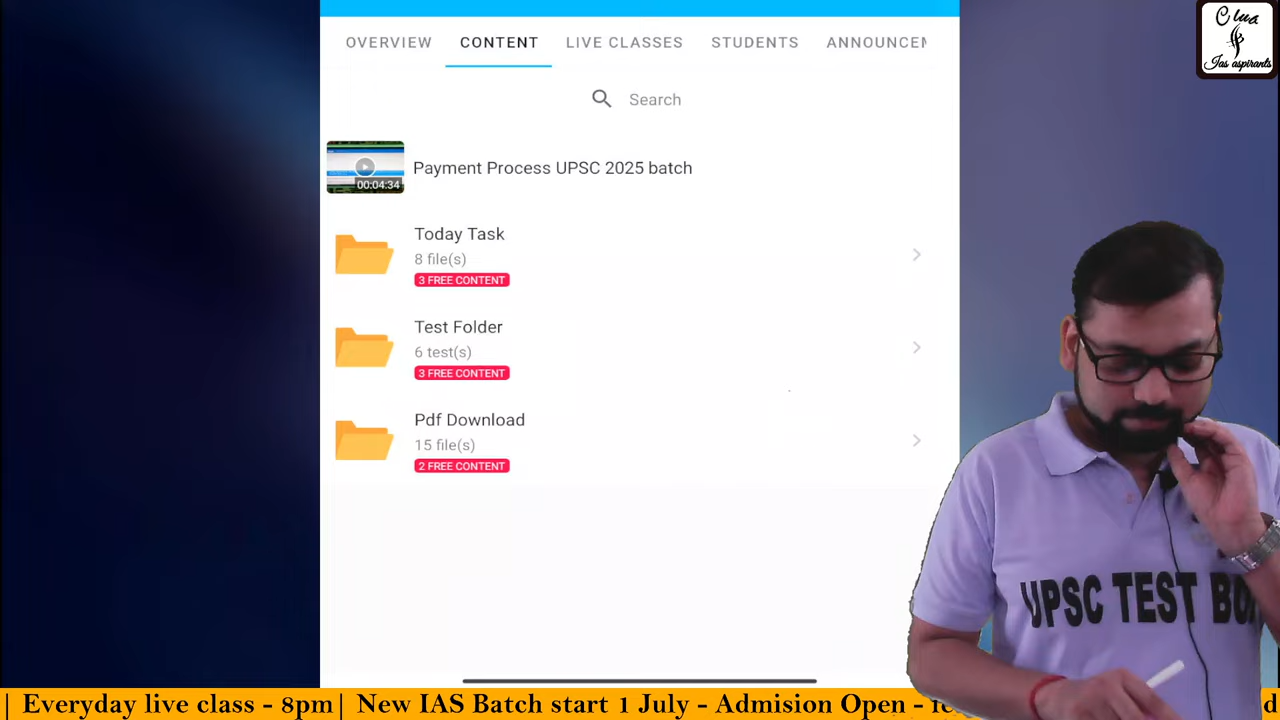 OVERVIEW CONTENT LIVE CLASSES STUDENTS
Search
00:04:34
Payment Process UPSC 2025 batch
Today Task
8 file(s)
3 FREE CONTENT
Test Folder
6 test(s)
3 FREE CONTENT
Pdf Download
15 file(s)
2 FREE CONTENT
Ias aspirants
UPSC TEST
| Everyday live class - 8pm | New IAS Batch start 1 July - Admision Open -